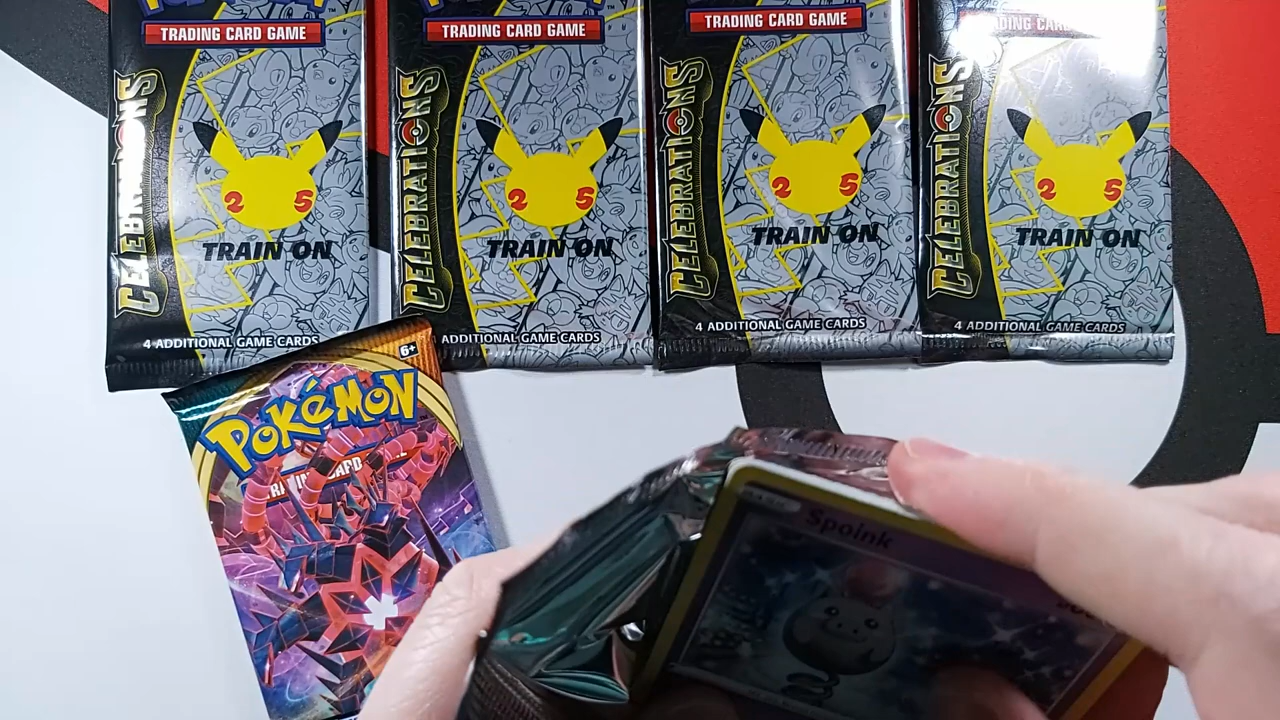 TRADING CARD GAME
CELEBRATIONS
2 5
TRAIN ON
4 ADDITIONAL GAME CARDS
TRADING CARD GAME
CELEBRATIONS
2 5
TRAIN ON
ADDITIONAL GAME CARDS
TRADING CARD GAME
CELEBRATIONS
2 5
TRAIN ON
4 ADDITIONAL GAME CARDS
CELEBRATIONS
2 5
TRAIN ON
4 ADDITIONAL GAME CARDS
6+
POKéMON
Spoink